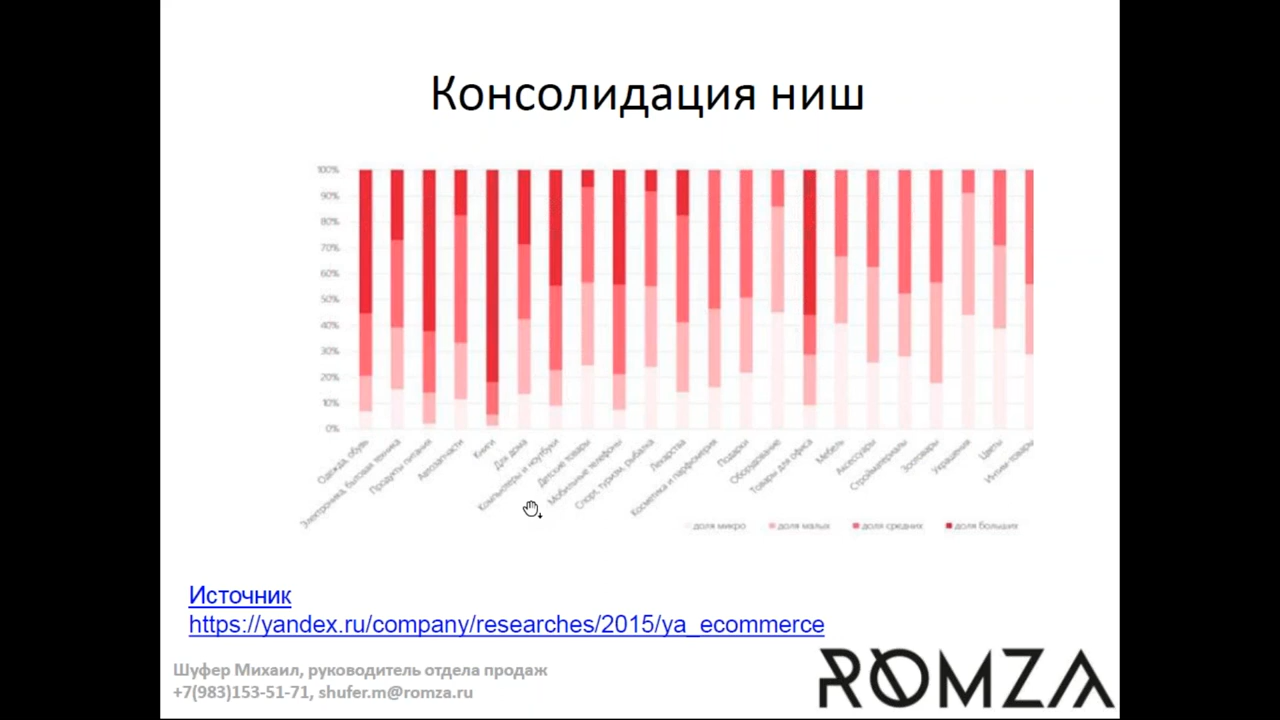 Консолидация ниш
100%
90%
80%
70%
60%
50%
40%
30%
20%
10%
0%
Одежда, обувь
Электроника, бытовая техника
Продукты питания
Автозапчасти
Книги
Для дома
Компьютеры и ноутбуки
Детские товары
Мобильные телефоны
Спорт, туризм, рыбалка
Лекарства
Косметика и парфюмерия
Подарки
Оборудование
Товары для офиса
Мебель
Аксессуары
Стройматериалы
Зоотовары
Украшения
Цветы
Интим-товары
доля микро
доля малых
доля средних
доля больших
Источник
https://yandex.ru/company/researches/2015/ya_ecommerce
Шуфер Михаил, руководитель отдела продаж
+7(983)153-51-71, shufer.m@romza.ru
ROMZA